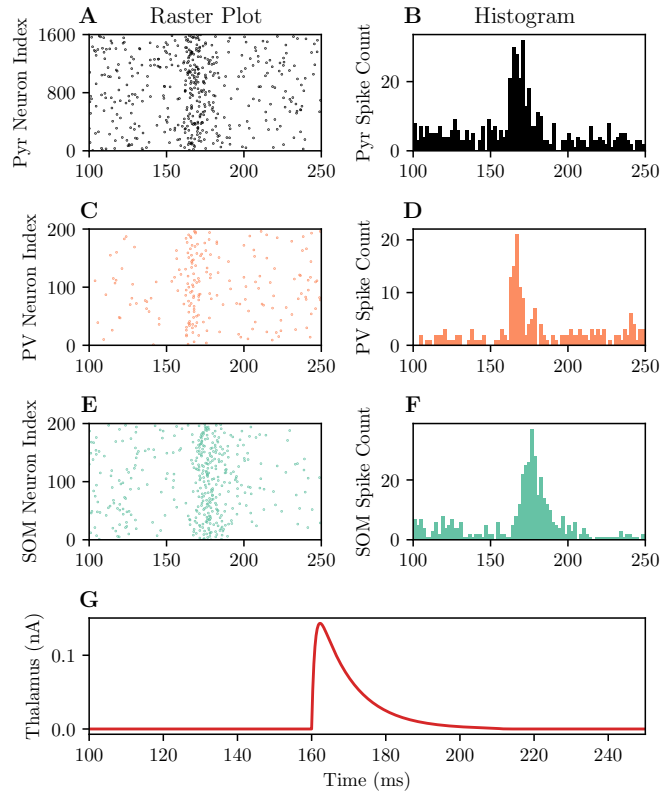 A Raster Plot
Pyr Neuron Index
1600
800
0
100 150 200 250
B Histogram
Pyr Spike Count
20
0
100 150 200 250
C
PV Neuron Index
200
100
0
100 150 200 250
D
PV Spike Count
20
10
0
100 150 200 250
E
SOM Neuron Index
200
100
0
100 150 200 250
F
SOM Spike Count
20
0
100 150 200 250
G
Thalamus (nA)
0.1
0.0
100 120 140 160 180 200 220 240
Time (ms)